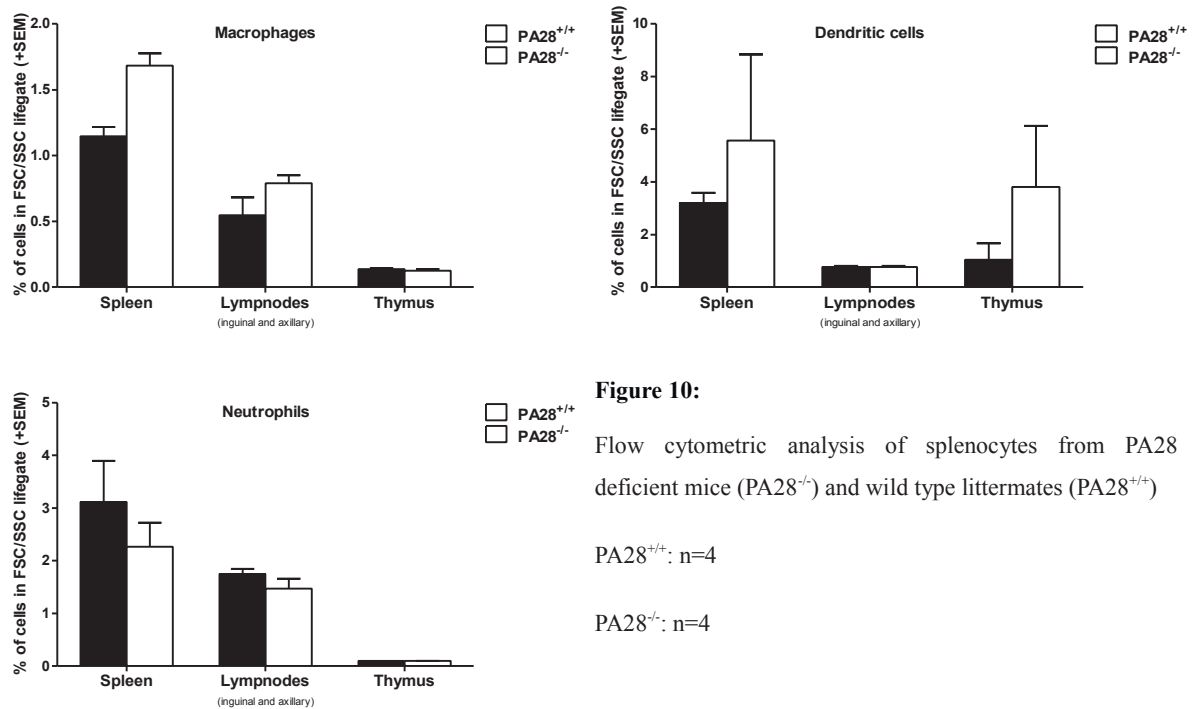 Macrophages
PA28+/+
PA28-/-
% of cells in FSC/SSC lifegate (+SEM)
2.0
1.5
1.0
0.5
0.0
Spleen
Lympnodes
(inguinal and axillary)
Thymus
Dendritic cells
PA28+/+
PA28-/-
% of cells in FSC/SSC lifegate (+SEM)
10
8
6
4
2
0
Spleen
Lympnodes
(inguinal and axillary)
Thymus
Neutrophils
PA28+/+
PA28-/-
% of cells in FSC/SSC lifegate (+SEM)
5
4
3
2
1
0
Spleen
Lympnodes
(inguinal and axillary)
Thymus
Figure 10:
Flow cytometric analysis of splenocytes from PA28
deficient mice (PA28-/-) and wild type littermates (PA28+/+)
PA28+/+: n=4
PA28-/-: n=4